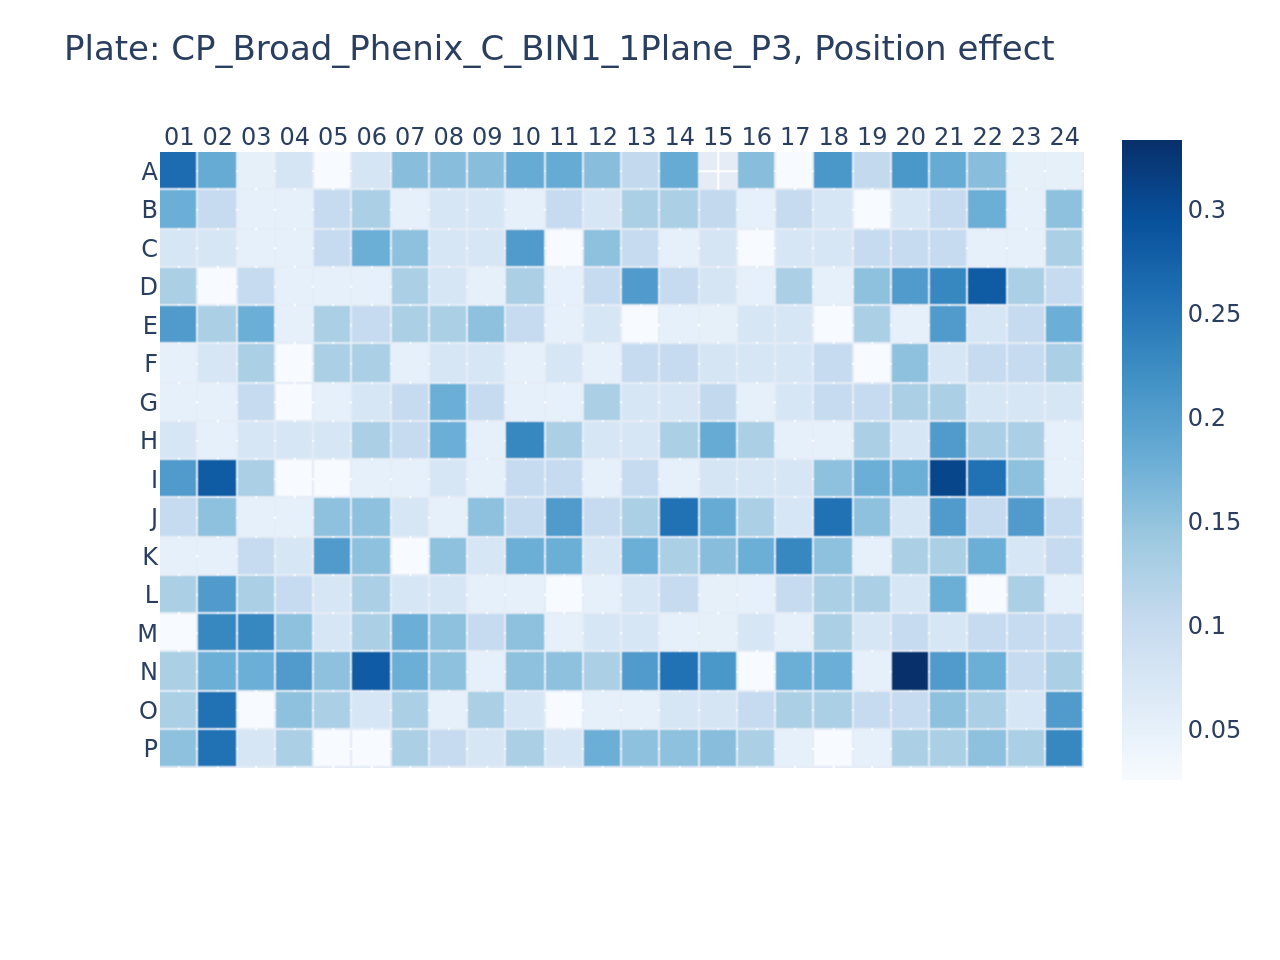 Plate: CP_Broad_Phenix_C_BIN1_1Plane_P3, Position effect
01 02 03 04 05 06 07 08 09 10 11 12 13 14 15 16 17 18 19 20 21 22 23 24
A
B
C
D
E
F
G
H
I
J
K
L
M
N
O
P
0.3
0.25
0.2
0.15
0.1
0.05